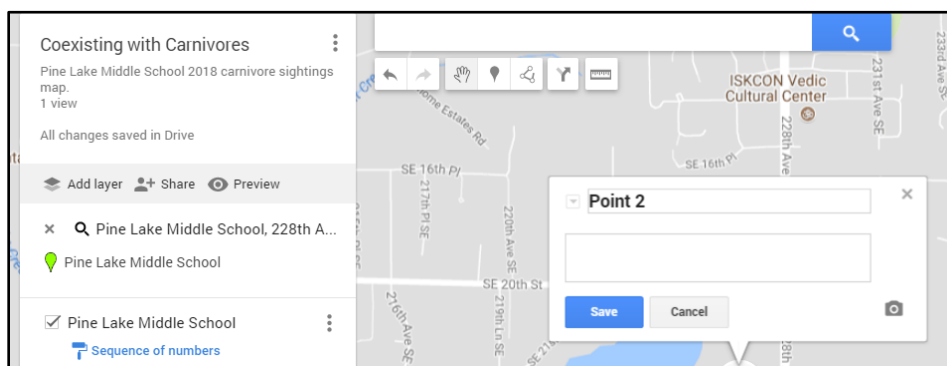 Coexisting with Carnivores
Pine Lake Middle School 2018 carnivore sightings
map.
1 view
All changes saved in Drive
Add layer Share Preview
Pine Lake Middle School, 228th A...
Pine Lake Middle School
Pine Lake Middle School
Sequence of numbers
ISKCON Vedic
Cultural Center
231st Ave SE
233rd Ave SE
228th Ave
Estates Rd
SE 16th Pl
SE 16th Pl
217th Pl SE
220th Ave SE
SE 20th St
216th Ave SE
219th Ln SE
Point 2
Save Cancel